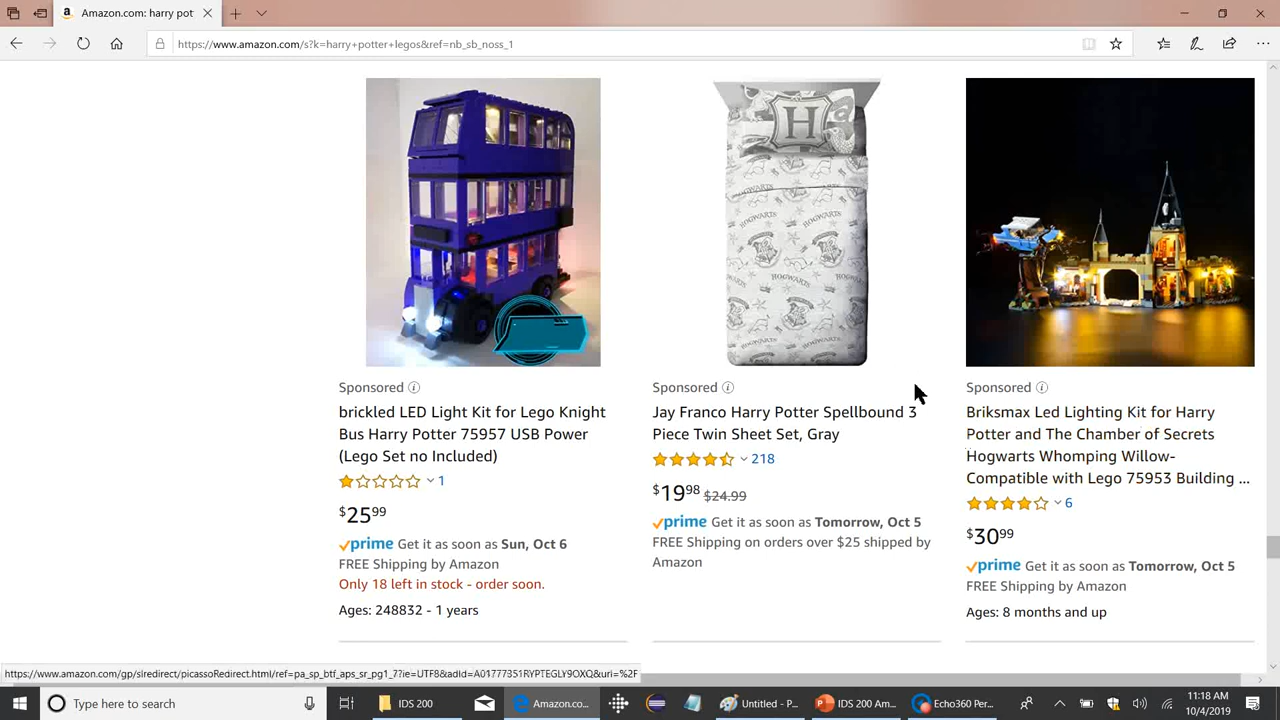 Amazon.com: harry pot
https://www.amazon.com/s?k=harry+potter+legos&ref=nb_sb_noss_1
H
HOGWARTS
HOGWARTS
HOGWARTS
HOGWARTS
HOGWARTS
Sponsored
brickled LED Light Kit for Lego Knight
Bus Harry Potter 75957 USB Power
(Lego Set no Included)
1
$25 99
prime Get it as soon as Sun, Oct 6
FREE Shipping by Amazon
Only 18 left in stock - order soon.
Ages: 248832 - 1 years
Sponsored
Jay Franco Harry Potter Spellbound 3
Piece Twin Sheet Set, Gray
218
$19 98 $24.99
prime Get it as soon as Tomorrow, Oct 5
FREE Shipping on orders over $25 shipped by
Amazon
Sponsored
Briksmax Led Lighting Kit for Harry
Potter and The Chamber of Secrets
Hogwarts Whomping Willow-
Compatible with Lego 75953 Building ...
6
$30 99
prime Get it as soon as Tomorrow, Oct 5
FREE Shipping by Amazon
Ages: 8 months and up
https://www.amazon.com/gp/slredirect/picassoRedirect.html/ref=pa_sp_btf_aps_sr_pg1_7?ie=UTF8&adId=A01777351RYPTEGLY9OXQ&url=%2F
Type here to search
IDS 200
Amazon.co...
Untitled - P...
IDS 200 Am...
Echo360 Per...
11:18 AM
10/4/2019